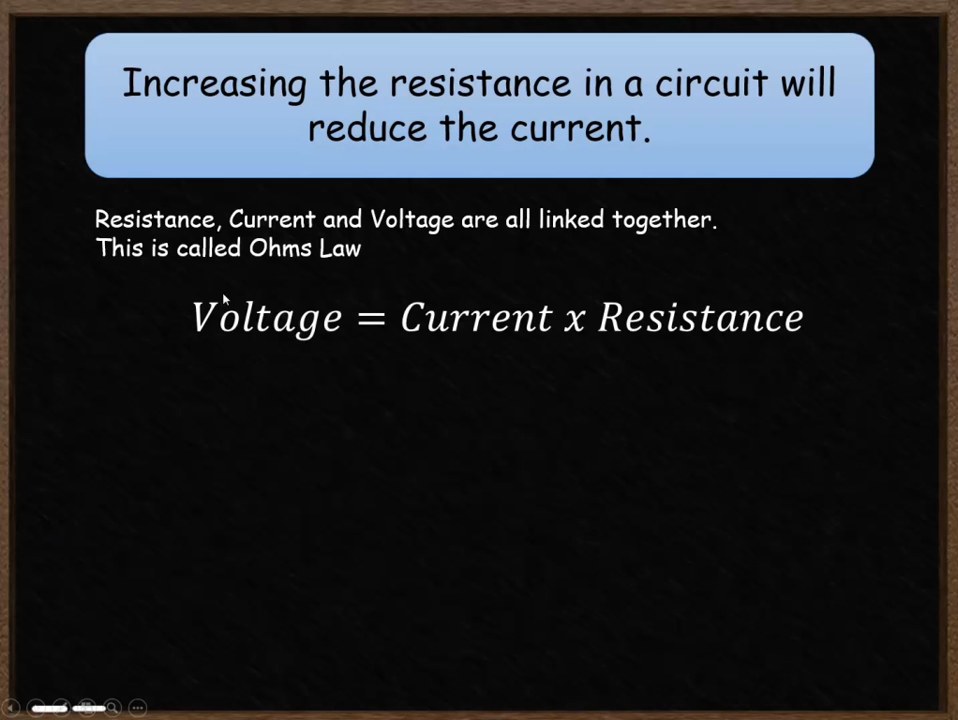 Increasing the resistance in a circuit will
reduce the current.
Resistance, Current and Voltage are all linked together.
This is called Ohms Law
Voltage = Current x Resistance